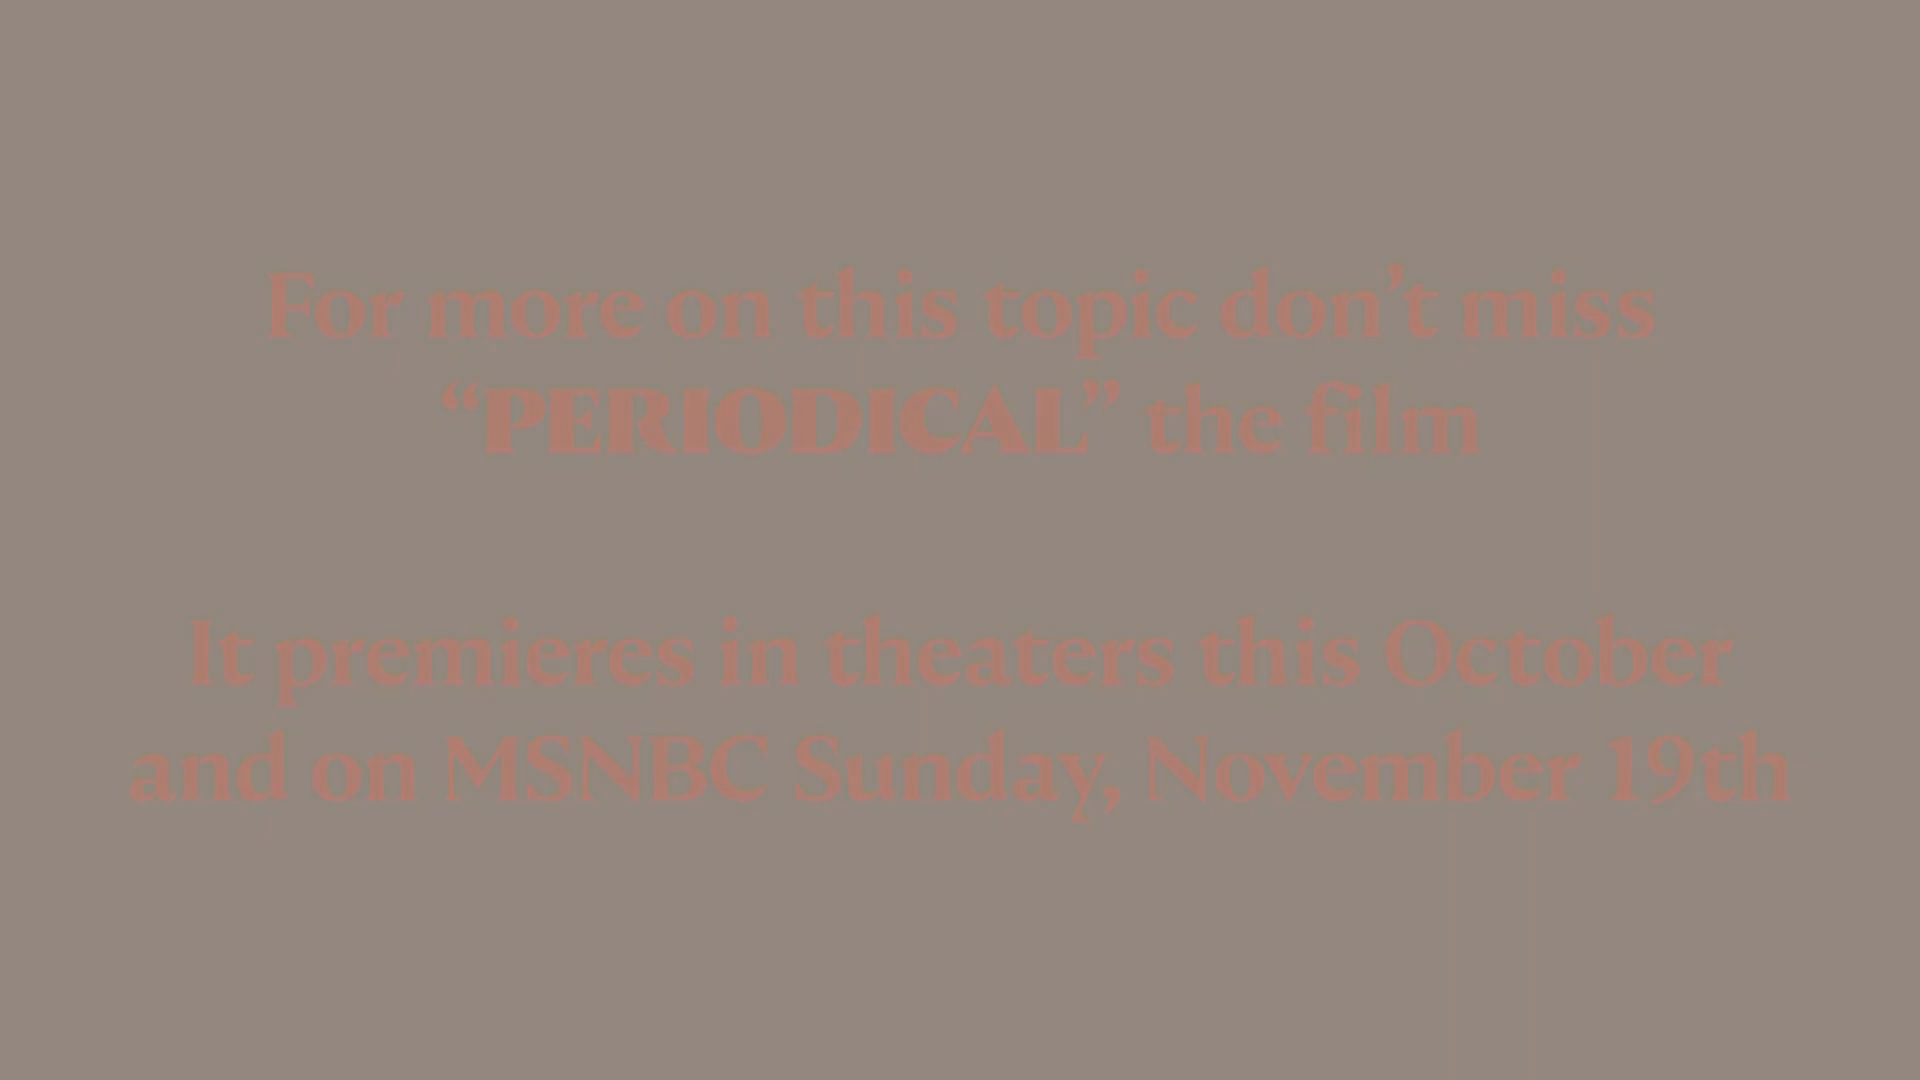 For more on this topic don’t miss
“PERIODICAL” the film
It premieres in theaters this October
and on MSNBC Sunday, November 19th